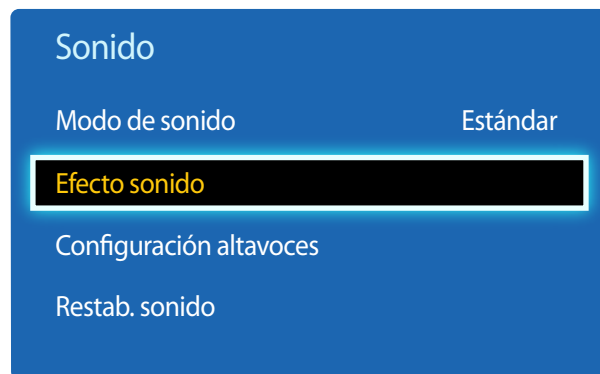 Sonido
Modo de sonido Estándar
Efecto sonido
Configuración altavoces
Restab. sonido